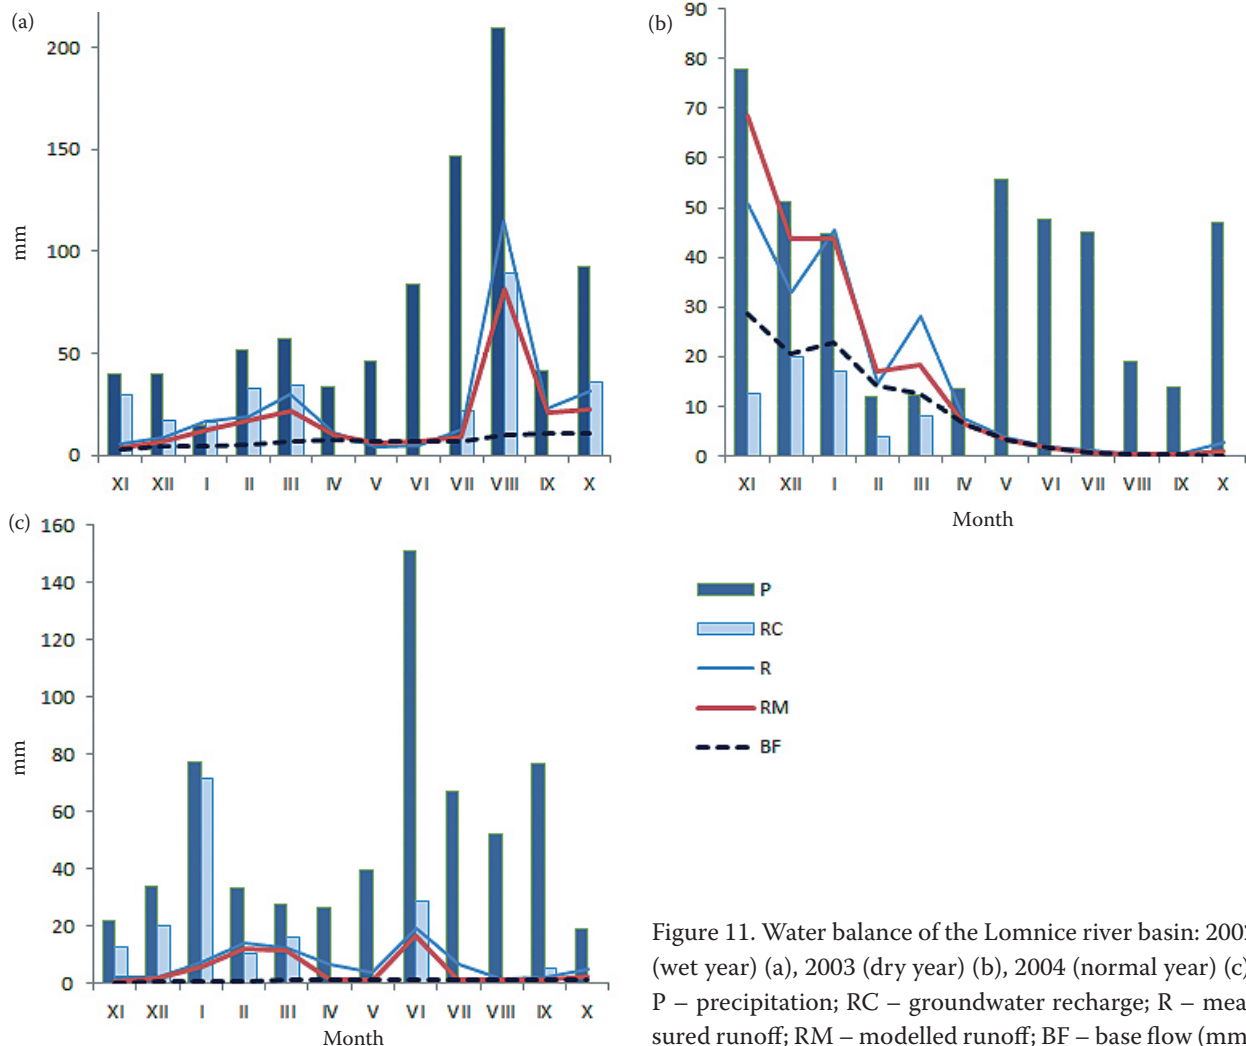 (a)
200
150
100
50
0
mm
XI XII I II III IV V VI VII VIII IX X
(b)
90
80
70
60
50
40
30
20
10
0
XI XII I II III IV V VI VII VIII IX X
Month
(c)
160
140
120
100
80
60
40
20
0
mm
XI XII I II III IV V VI VII VIII IX X
Month
P
RC
R
RM
BF
Figure 11. Water balance of the Lomnice river basin: 2002
(wet year) (a), 2003 (dry year) (b), 2004 (normal year) (c)
P – precipitation; RC – groundwater recharge; R – mea
sured runoff; RM – modelled runoff; BF – base flow (mm